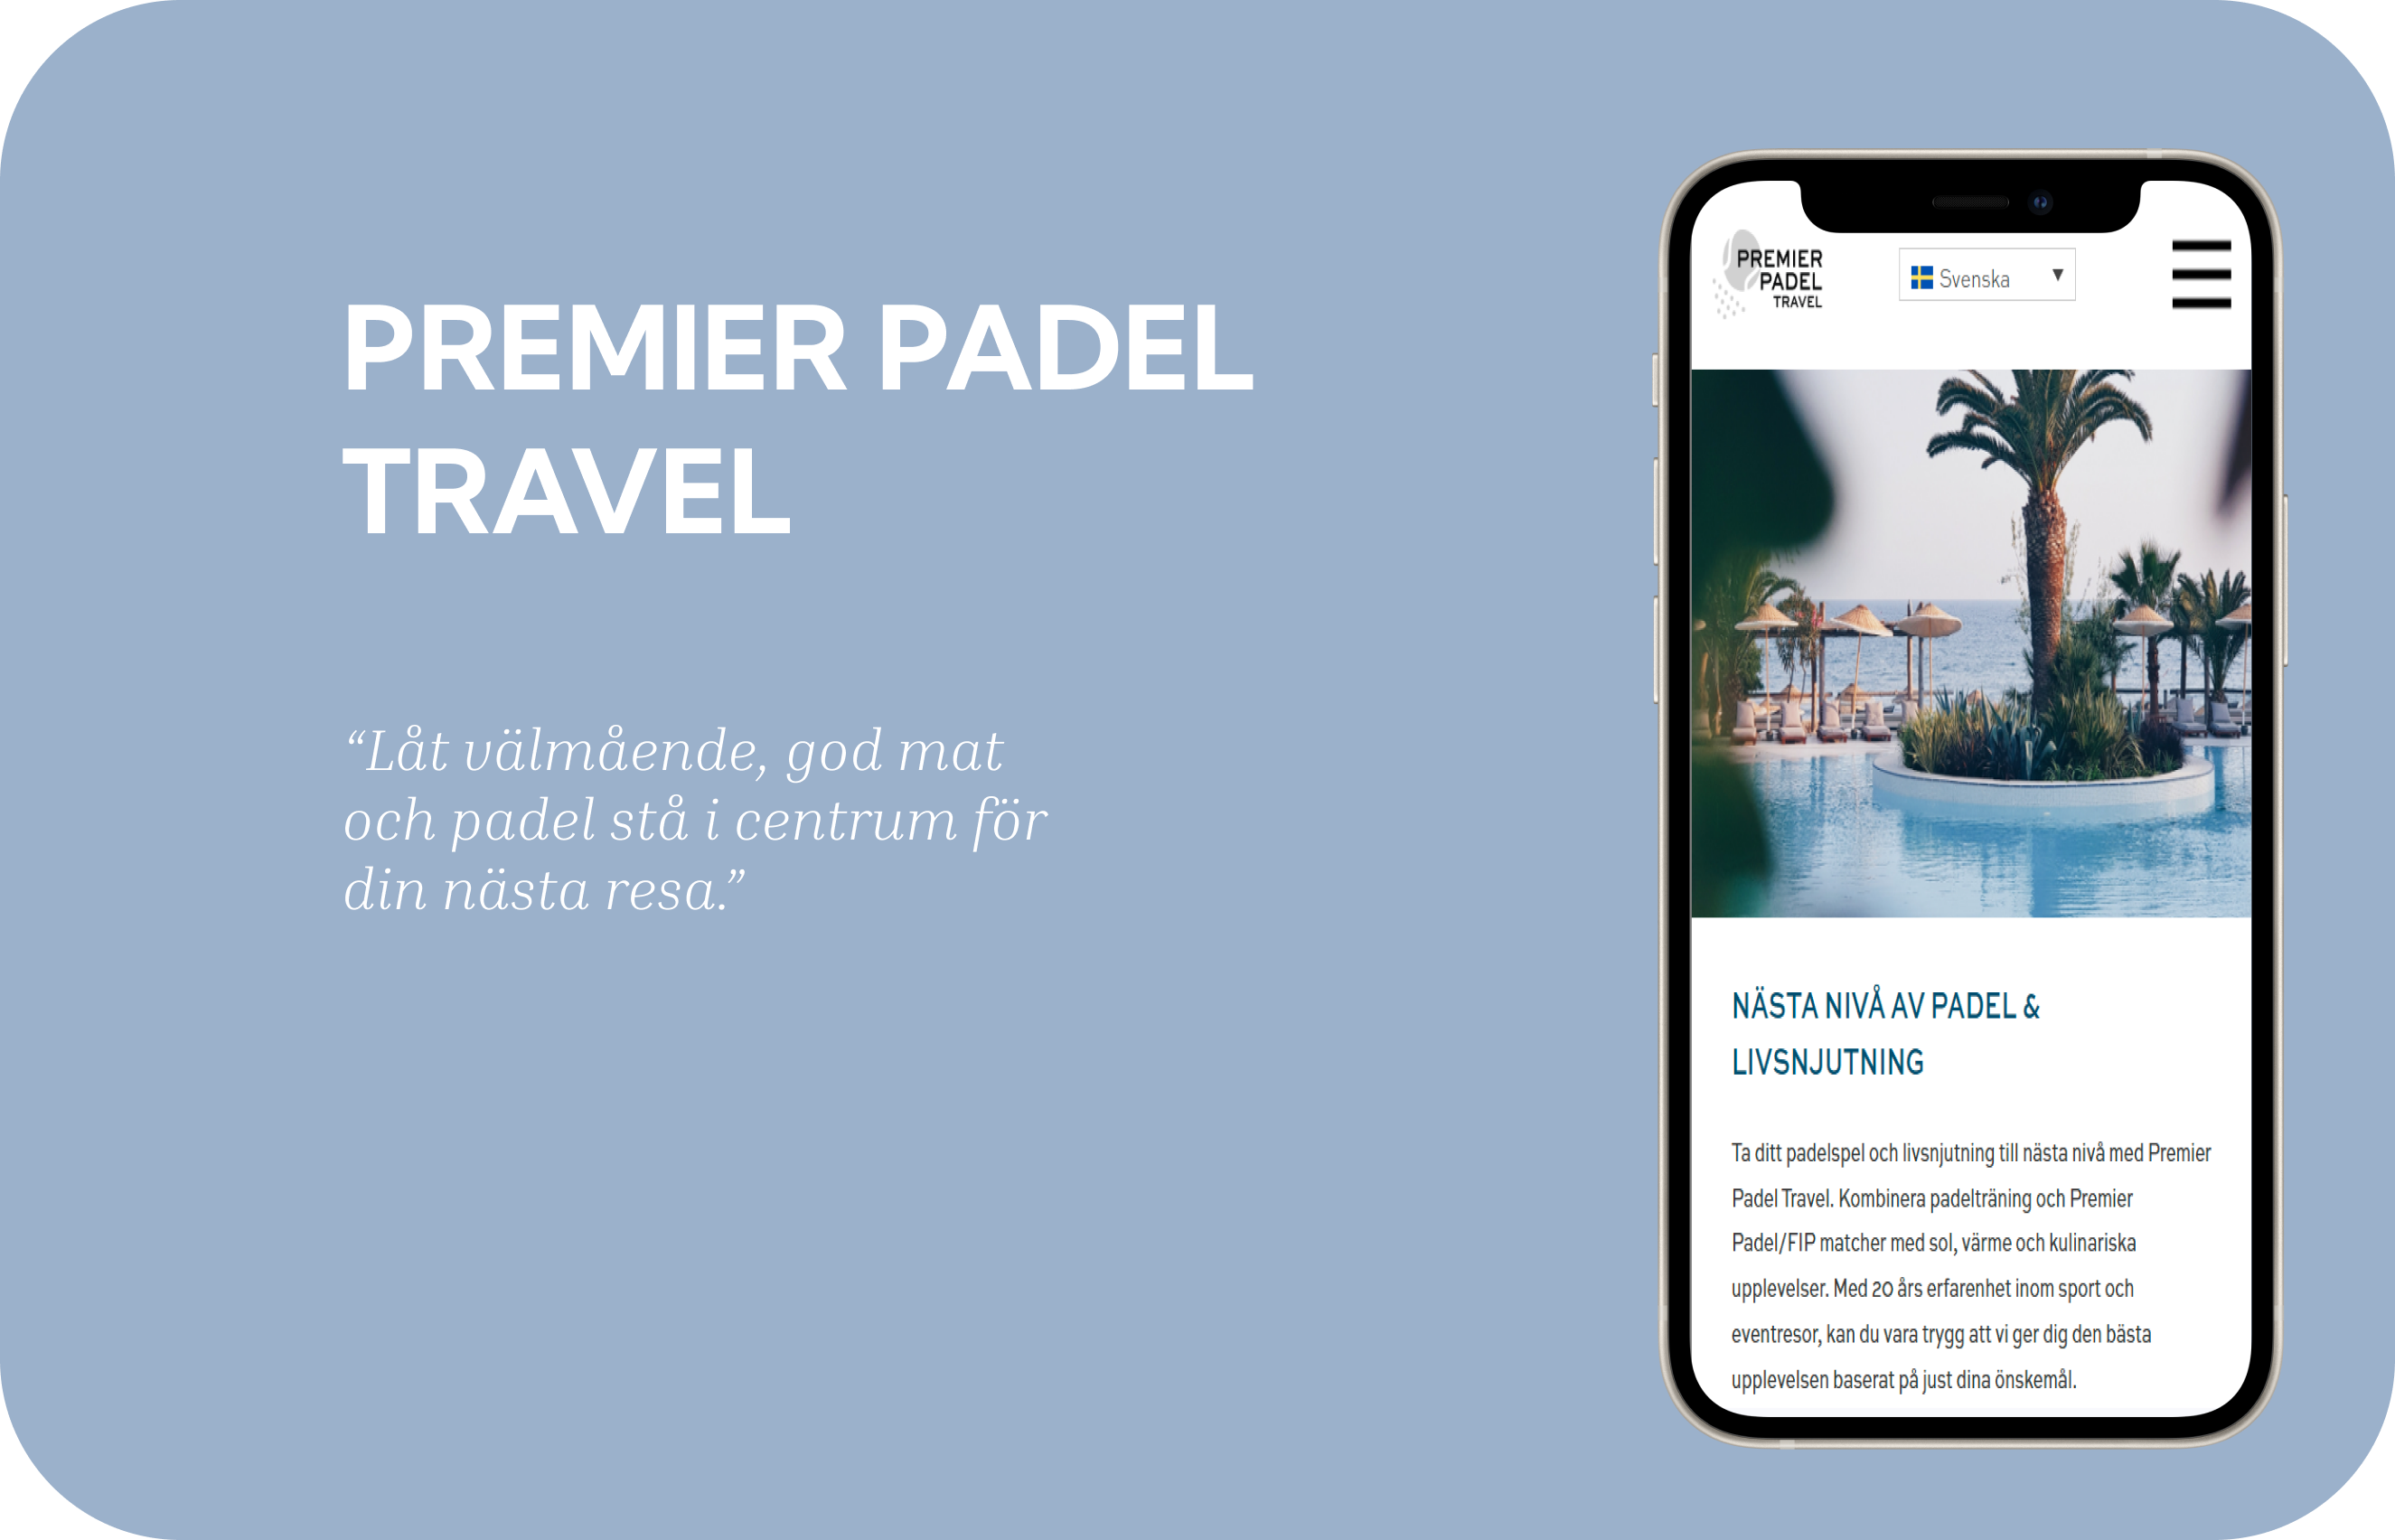 PREMIER PADEL
TRAVEL
“Låt välmående, god mat
och padel stå i centrum för
din nästa resa.”
PREMIER
PADEL
TRAVEL
Svenska
NÄSTA NIVÅ AV PADEL &
LIVSNJUTNING
Ta ditt padelspel och livsnjutning till nästa nivå med Premier
Padel Travel. Kombinera padelträning och Premier
Padel/FIP matcher med sol, värme och kulinariska
upplevelser. Med 20 års erfarenhet inom sport och
eventresor, kan du vara trygg att vi ger dig den bästa
upplevelsen baserat på just dina önskemål.